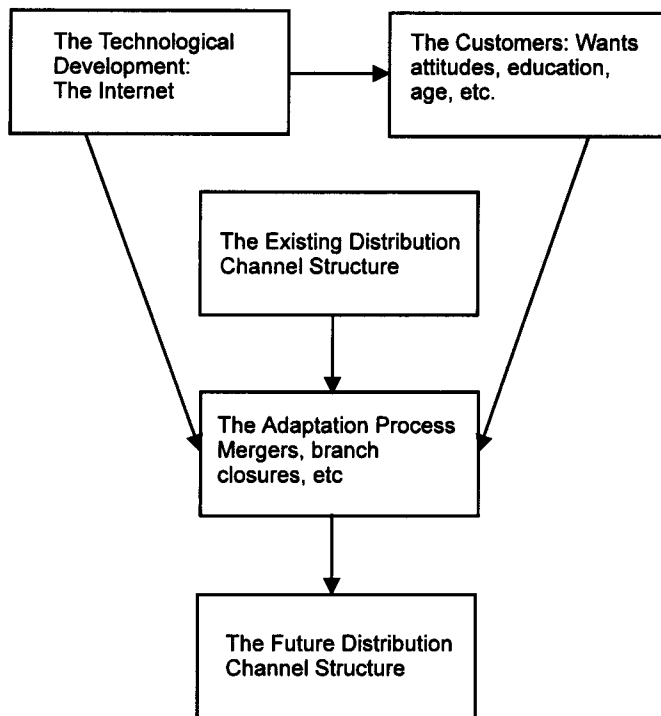 The Technological
Development:
The Internet
The Customers: Wants
attitudes, education,
age, etc.
The Existing Distribution
Channel Structure
The Adaptation Process
Mergers, branch
closures, etc
The Future Distribution
Channel Structure